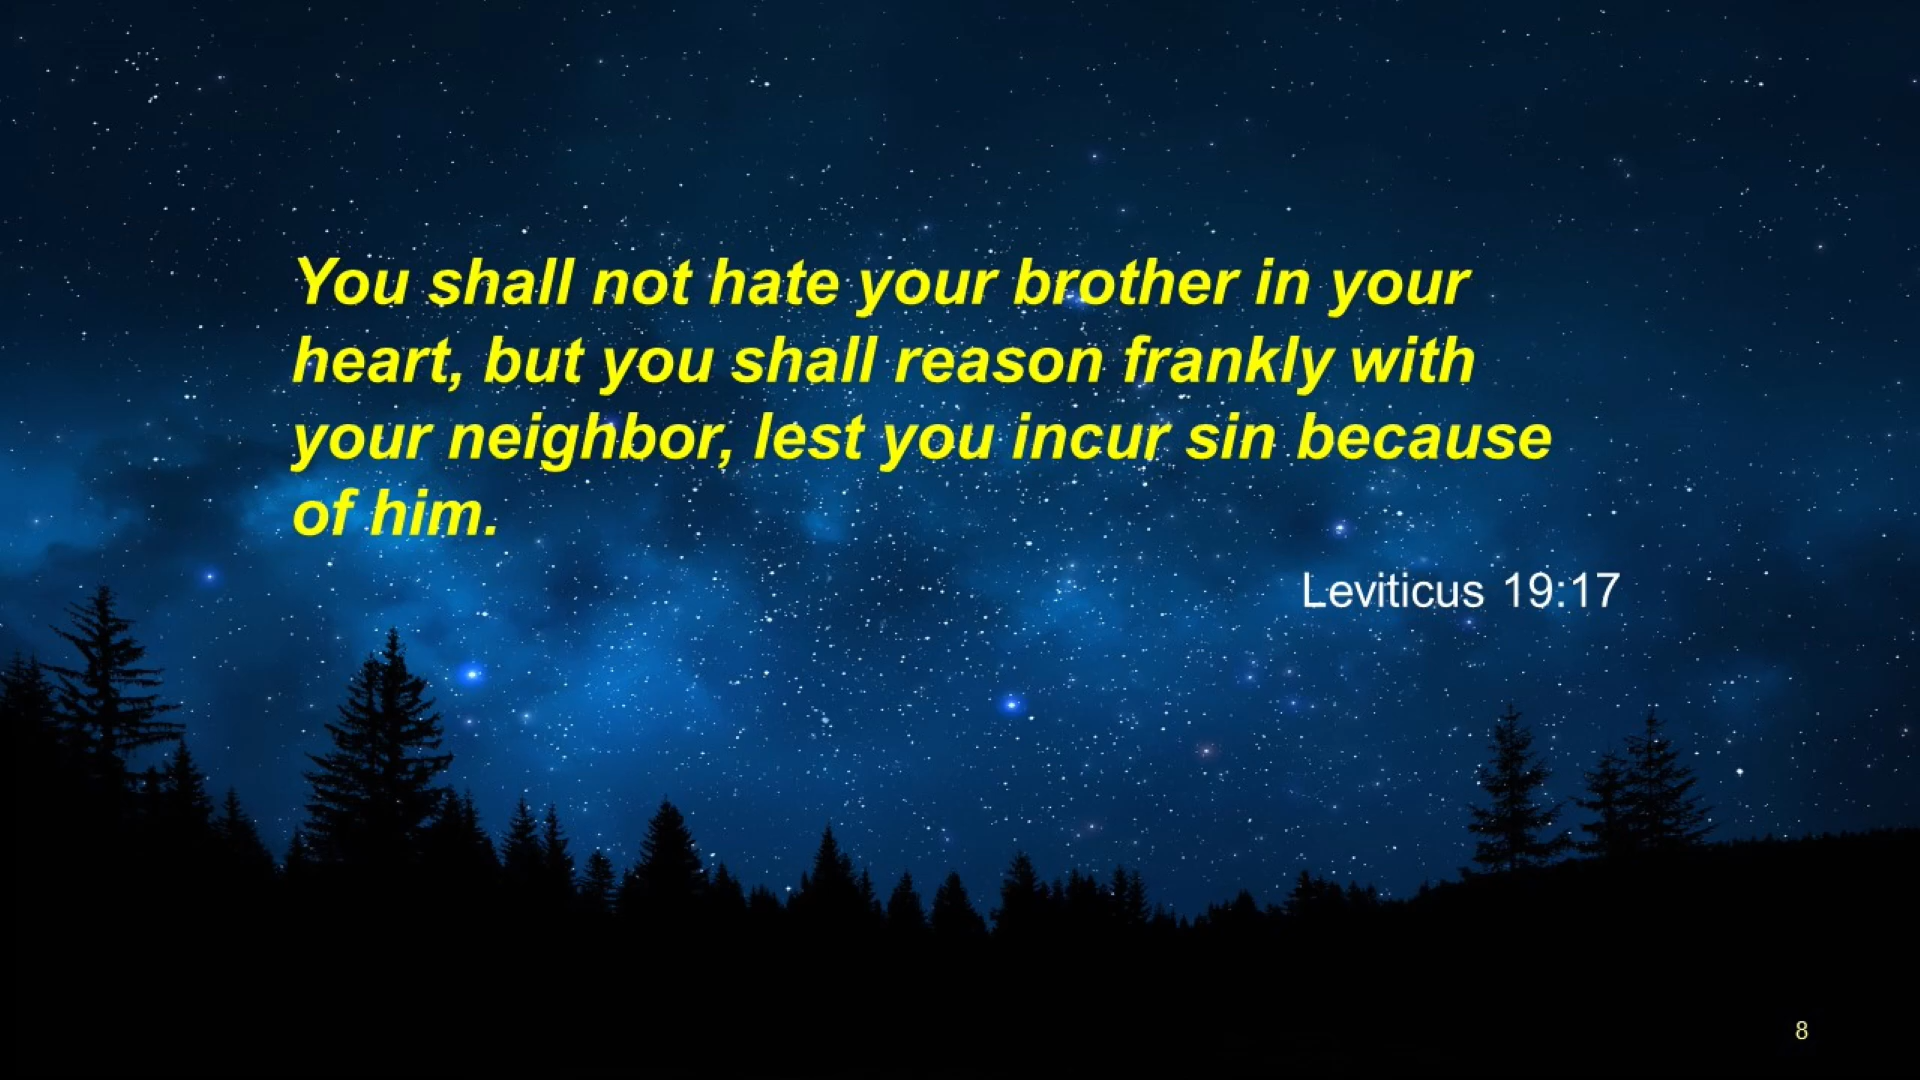 You shall not hate your brother in your
heart, but you shall reason frankly with
your neighbor, lest you incur sin because
of him.
Leviticus 19:17
8